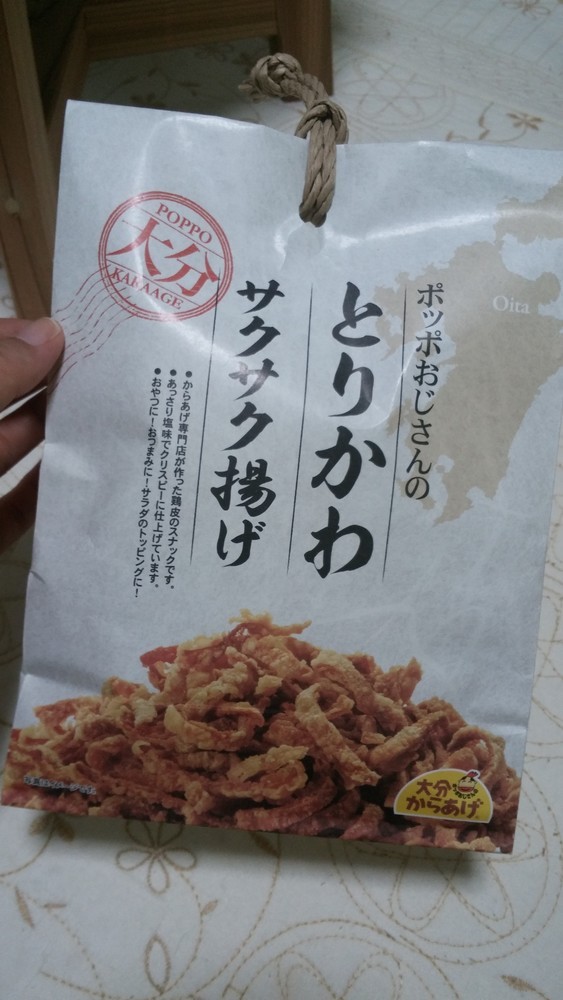 POPPO
大分
KARAAGE
Oita
ポッポおじさんの
とりかわ
サクサク揚げ
●からあげ専門店が作った鶏皮のスナックです。
●あっさり塩味でクリスピーに仕上げています。
●おやつに!おつまみに!サラダのトッピングに!
大分
からあげ